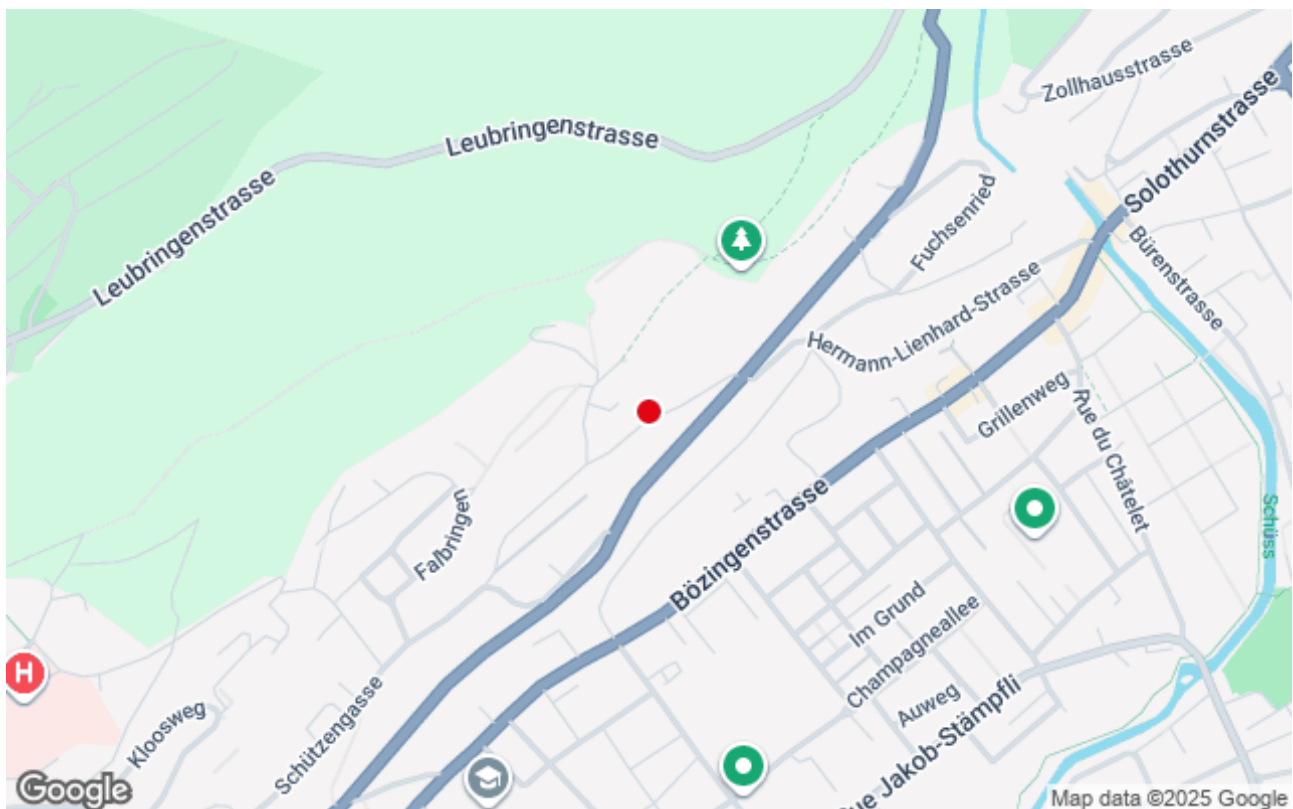 Zollhausstrasse
Leubringenstrasse
Solothurnstrasse
Leubringenstrasse
Fuchsenried
Bürenstrasse
Hermann-Lienhard-Strasse
Grillenweg
Rue du Châtelet
Falbringen
Bözingenstrasse
Schüss
Im Grund
Champagneallee
H
Kloosweg
Schützengasse
Auweg
Rue Jakob-Stämpfli
Google
Map data ©2025 Google